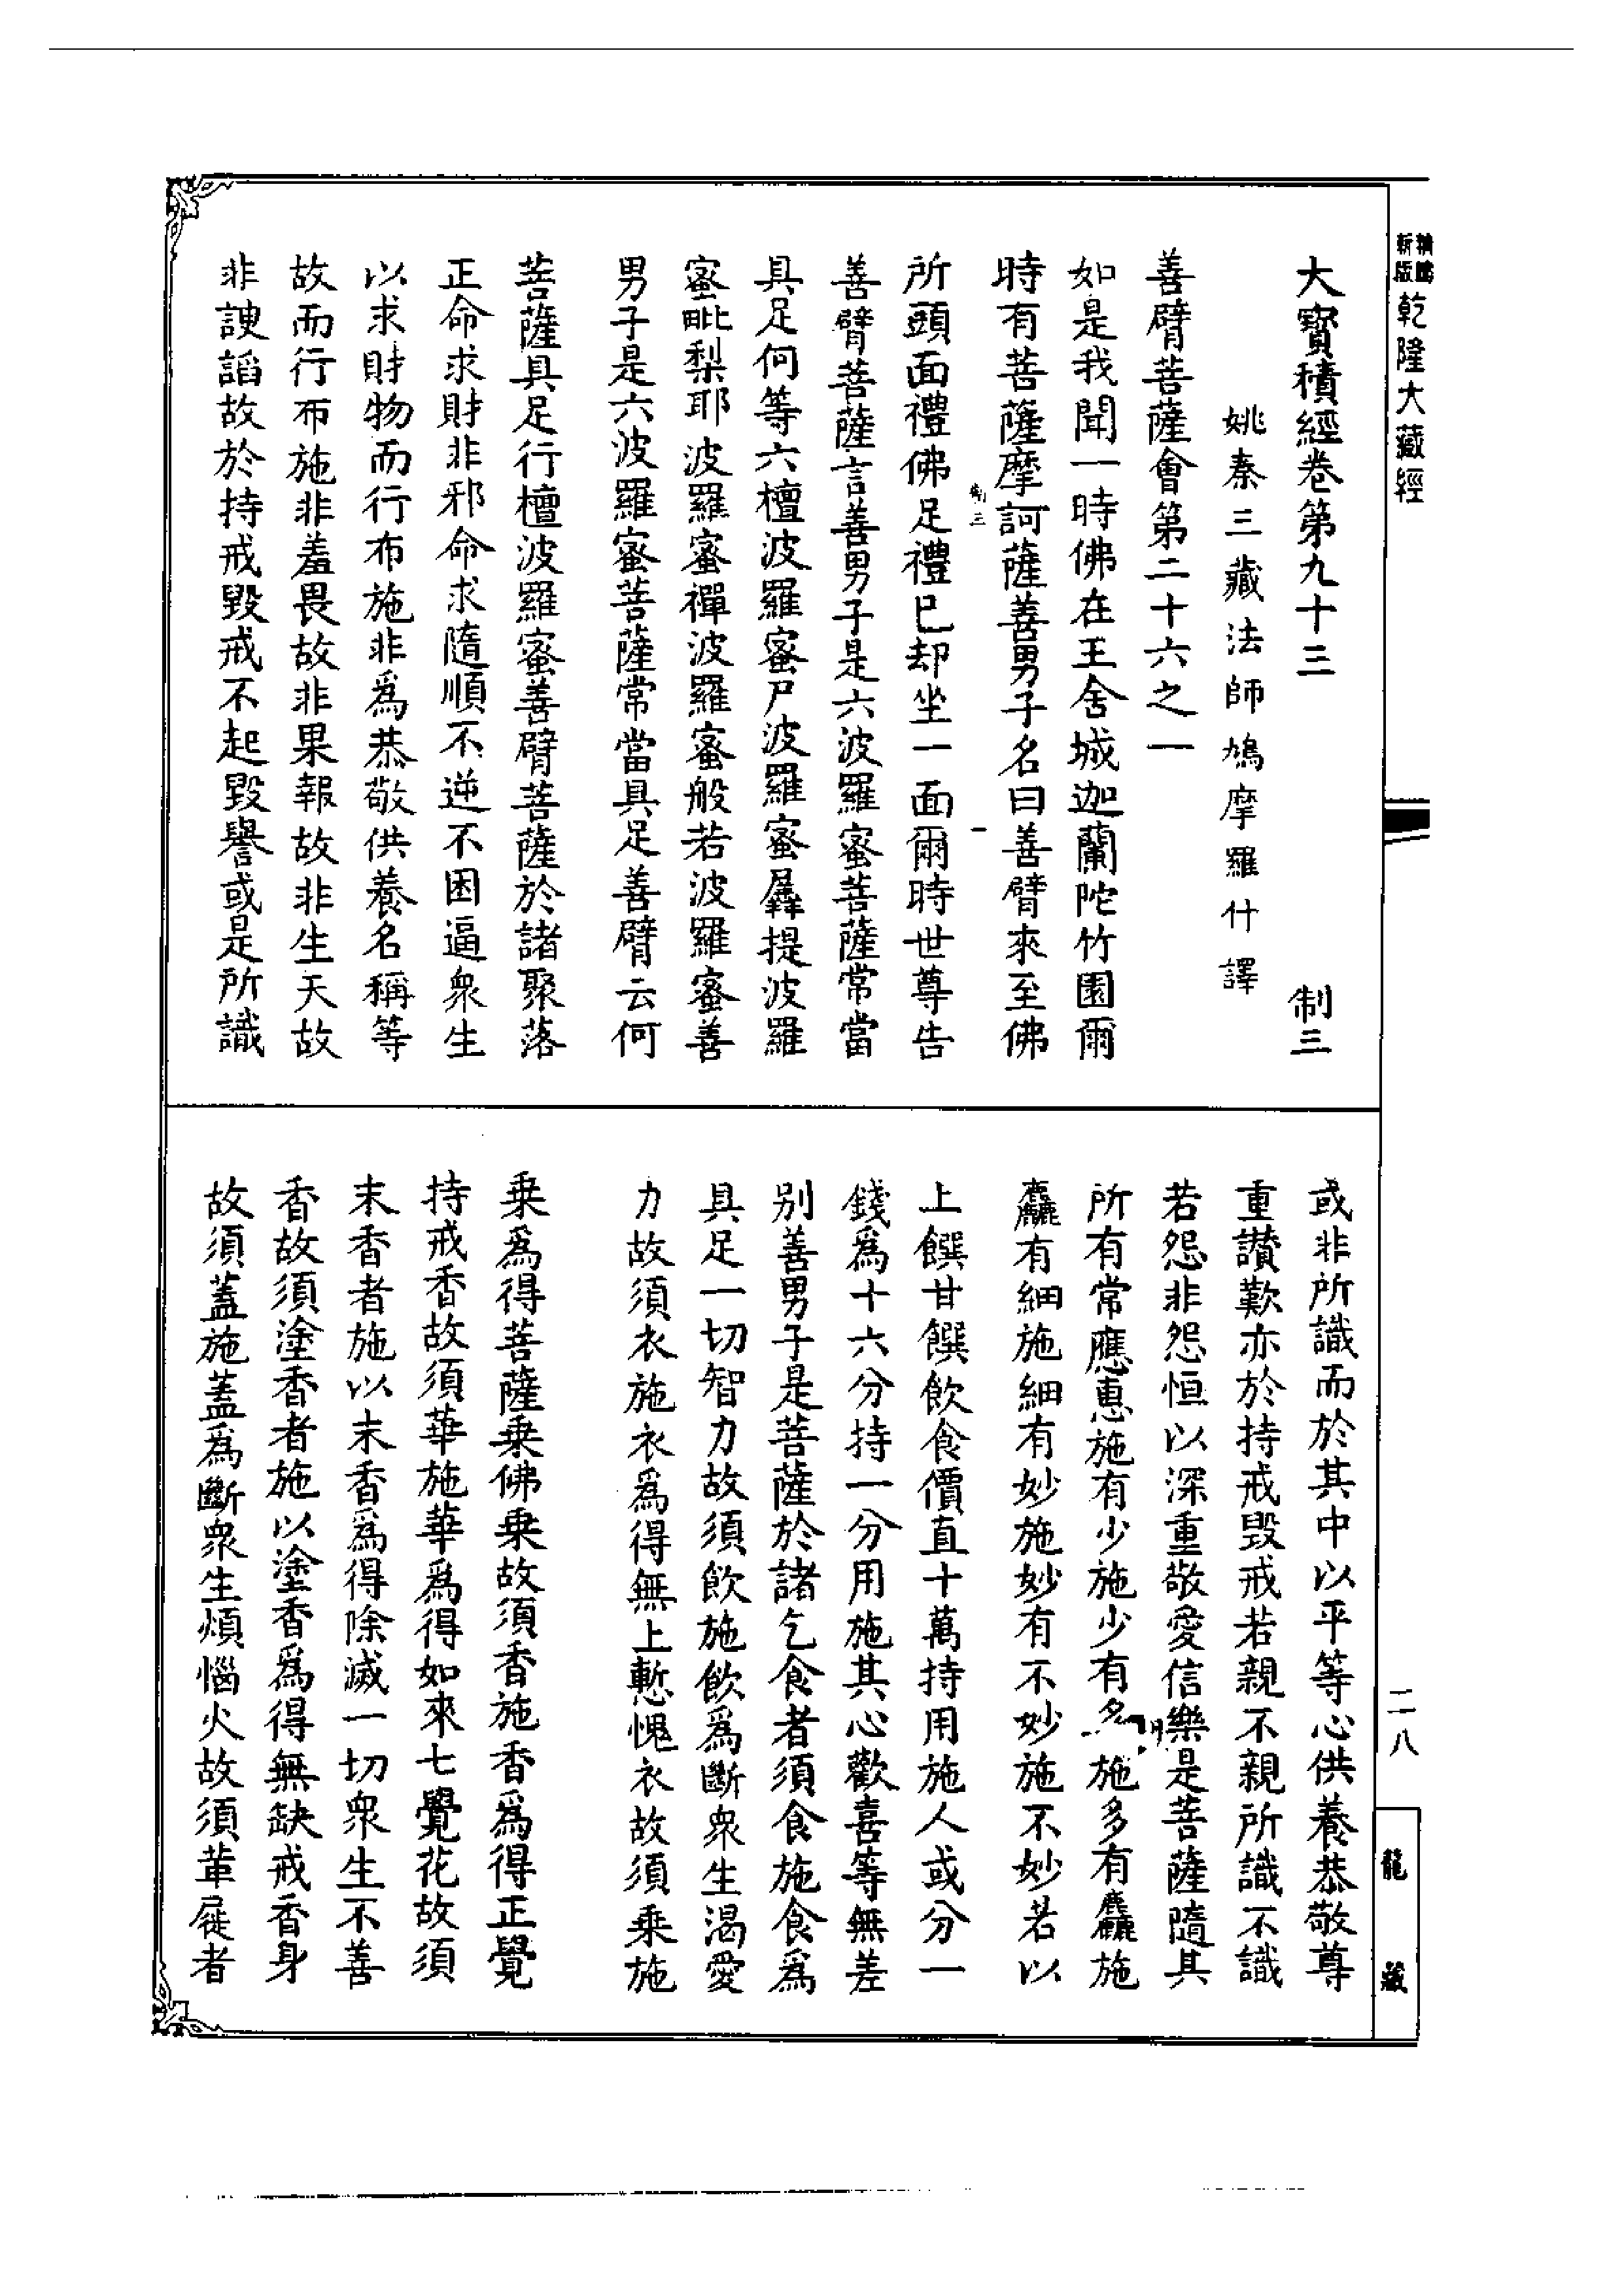 新版
精縮
乾隆大藏經
大寶積經卷第九十三 制三
姚秦三藏法師鳩摩羅什譯
善臂菩薩會第二十六之一
如是我聞一時佛在王舍城迦蘭陀竹園爾
時有菩薩摩訶薩善男子名曰善臂來至佛
制三 一
所頭面禮佛足禮已却坐一面爾時世尊告
善臂菩薩言善男子是六波羅蜜菩薩常當
具足何等六檀波羅蜜尸波羅蜜羼提波羅
蜜毗梨耶波羅蜜禪波羅蜜般若波羅蜜善
男子是六波羅蜜菩薩常當具足善臂云何
菩薩具足行檀波羅蜜善臂菩薩於諸聚落
正命求財非邪命求隨順不逆不困逼衆生
以求財物而行布施非爲恭敬供養名稱等
故而行布施非羞畏故非果報故非生天故
非諛諂故於持戒毀戒不起毀譽或是所識
或非所識而於其中以平等心供養恭敬尊
重讚歎亦於持戒毀戒若親不親所識不識
若怨非怨恒以深重敬愛信樂是菩薩隨其
所有常應惠施有少施少有多施多有麤施
麤有細施細有妙施妙有不妙施不妙若以
上饌甘饌飲食價直十萬持用施人或分一
錢爲十六分持一分用施其心歡喜等無差
別善男子是菩薩於諸乞食者須食施食爲
具足一切智力故須飲施飲爲斷衆生渴愛
力故須衣施衣爲得無上慙愧衣故須乘施
乘爲得菩薩乘佛乘故須香施香爲得正覺
持戒香故須華施華爲得如來七覺花故須
末香者施以末香爲得除滅一切衆生不善
香故須塗香者施以塗香爲得無缺戒香身
故須蓋施蓋爲斷衆生煩惱火故須革屣者
二八
龍藏